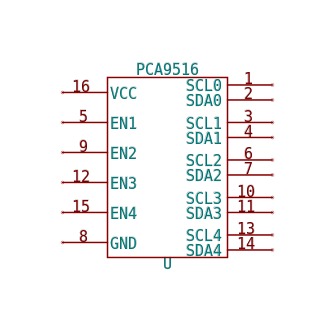 PCA9516
16 VCC SCL0 1
SDA0 2
5 EN1 SCL1 3
SDA1 4
9 EN2 SCL2 6
SDA2 7
12 EN3 SCL3 10
15 EN4 SDA3 11
SCL4 13
8 GND SDA4 14
U